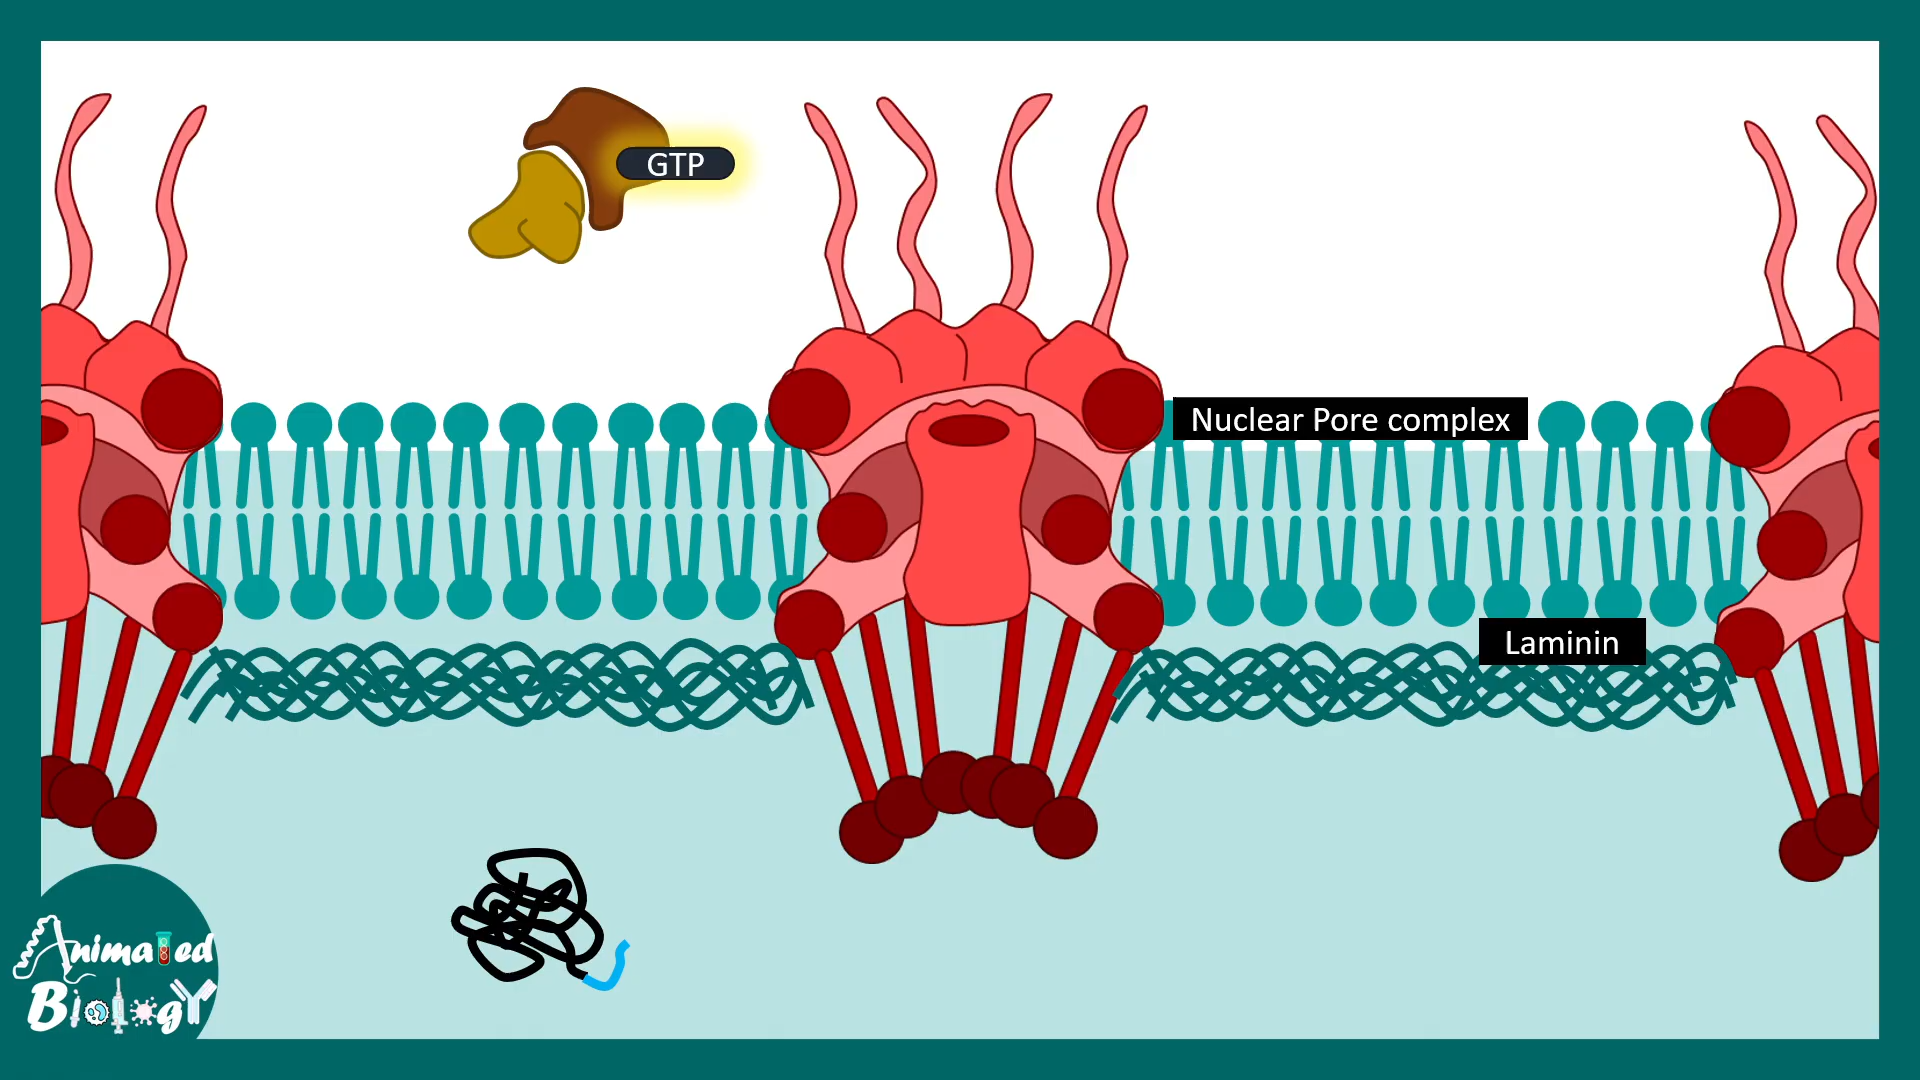 GTP
Nuclear Pore complex
Laminin
Animated
Biology